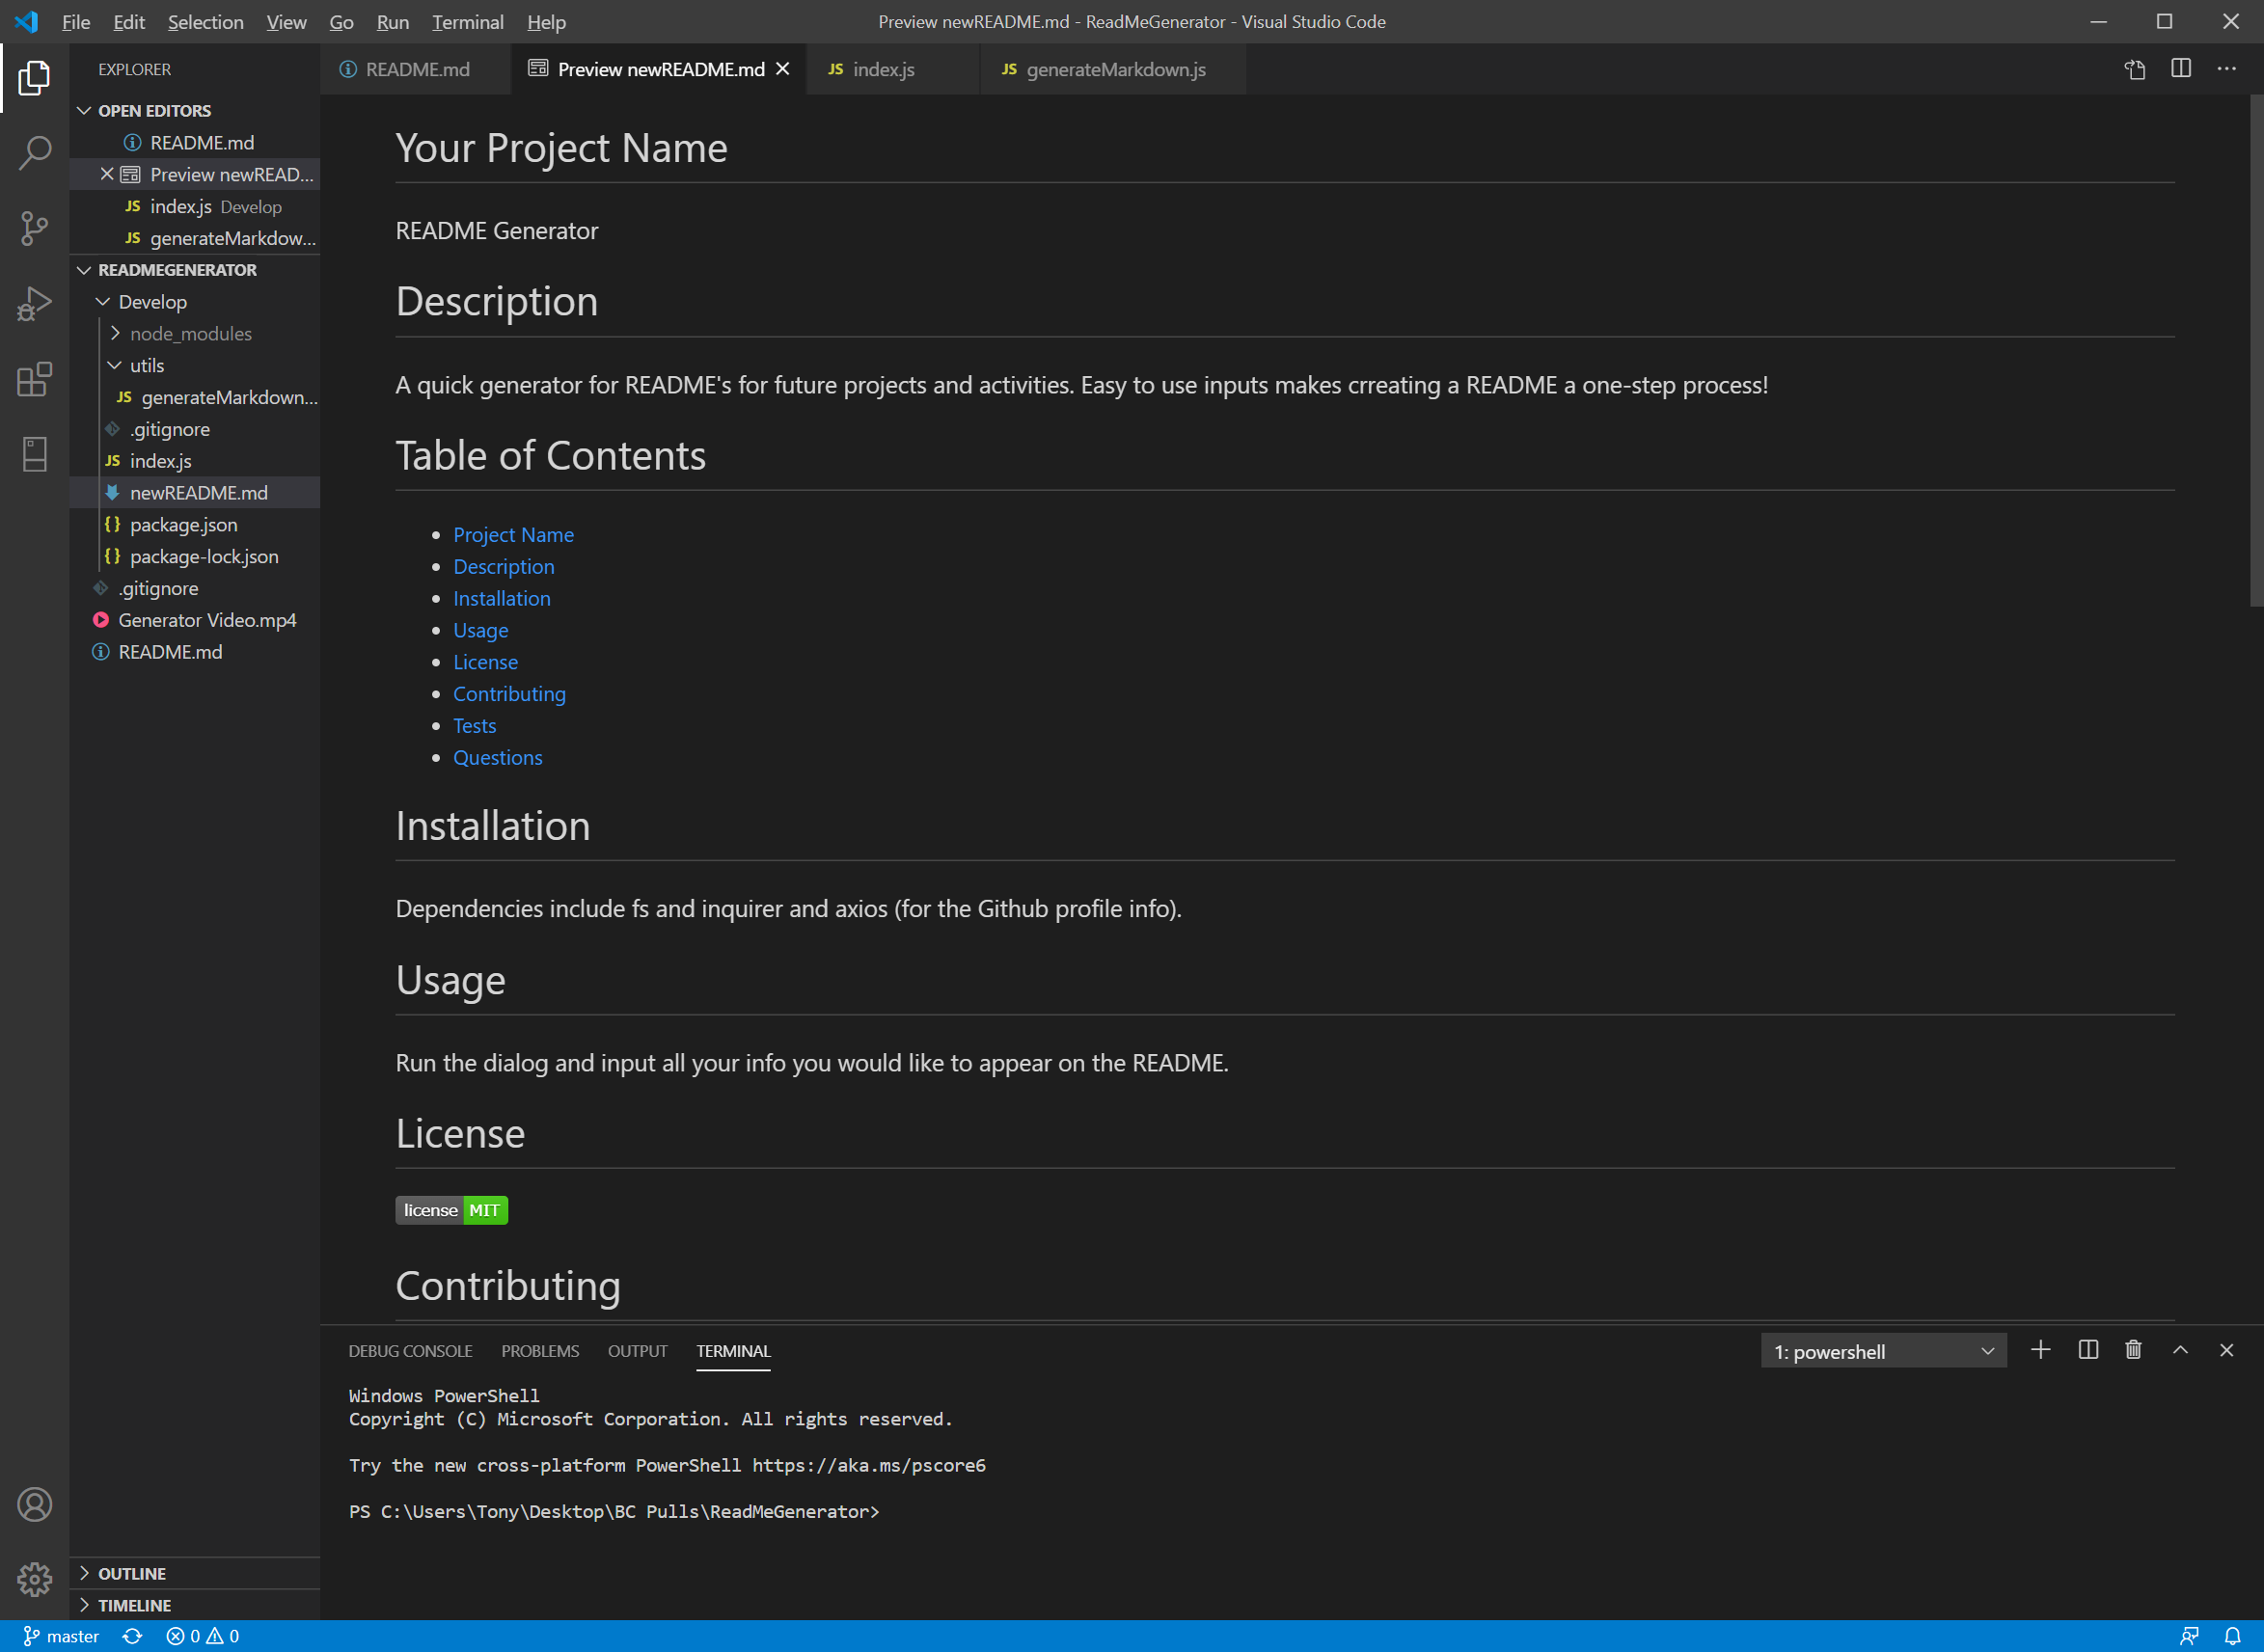 File Edit Selection View Go Run Terminal Help
Preview newREADME.md - ReadMeGenerator - Visual Studio Code
EXPLORER
OPEN EDITORS
README.md
Preview newREAD...
JS index.js Develop
JS generateMarkdow...
READMEGENERATOR
Develop
node_modules
utils
JS generateMarkdown...
.gitignore
JS index.js
newREADME.md
{} package.json
{} package-lock.json
.gitignore
Generator Video.mp4
README.md
OUTLINE
TIMELINE
README.md
Preview newREADME.md
JS index.js
JS generateMarkdown.js
Your Project Name
README Generator
Description
A quick generator for README's for future projects and activities. Easy to use inputs makes crreating a README a one-step process!
Table of Contents
Project Name
Description
Installation
Usage
License
Contributing
Tests
Questions
Installation
Dependencies include fs and inquirer and axios (for the Github profile info).
Usage
Run the dialog and input all your info you would like to appear on the README.
License
license MIT
Contributing
DEBUG CONSOLE PROBLEMS OUTPUT TERMINAL
1: powershell
Windows PowerShell
Copyright (C) Microsoft Corporation. All rights reserved.
Try the new cross-platform PowerShell https://aka.ms/pscore6
PS C:\Users\Tony\Desktop\BC Pulls\ReadMeGenerator>
master 0 0